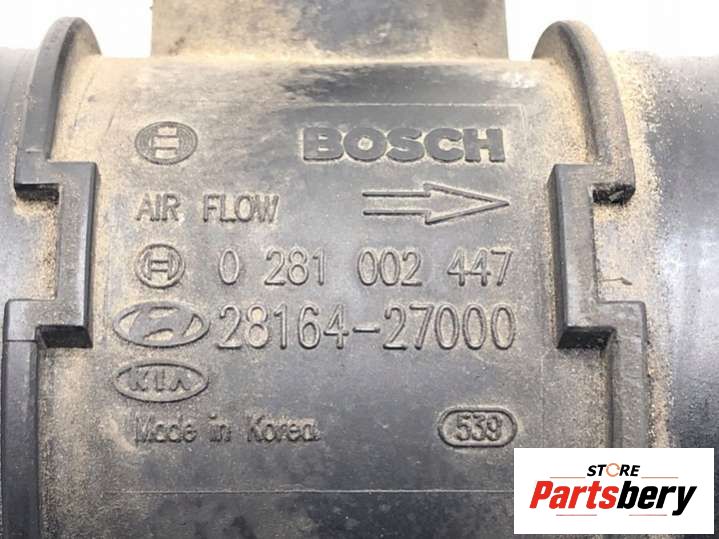 BOSCH
AIR FLOW
0 281 002 447
28164-27000
KIA
Made in Korea
539
STORE
Partsbery